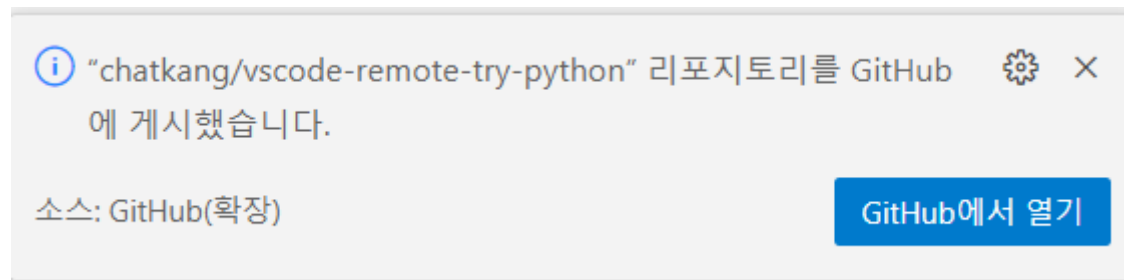 “chatkang/vscode-remote-try-python” 리포지토리를 GitHub
에 게시했습니다.
소스: GitHub(확장)
GitHub에서 열기